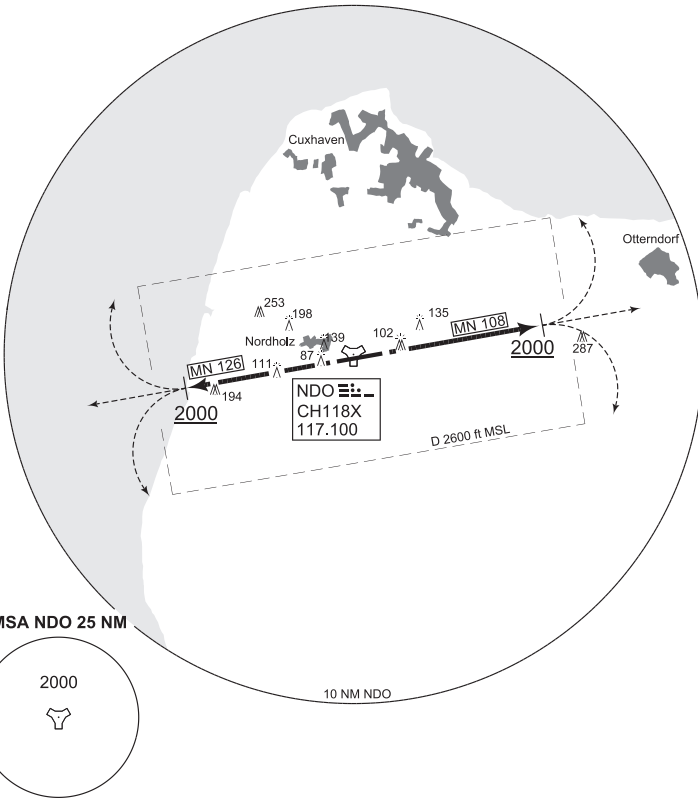 Cuxhaven
Otterndorf
253
198
135
Nordholz
139
102
MN 108
87
2000
287
MN 126
111
194
2000
NDO
CH118X
117.100
D 2600 ft MSL
MSA NDO 25 NM
2000
10 NM NDO